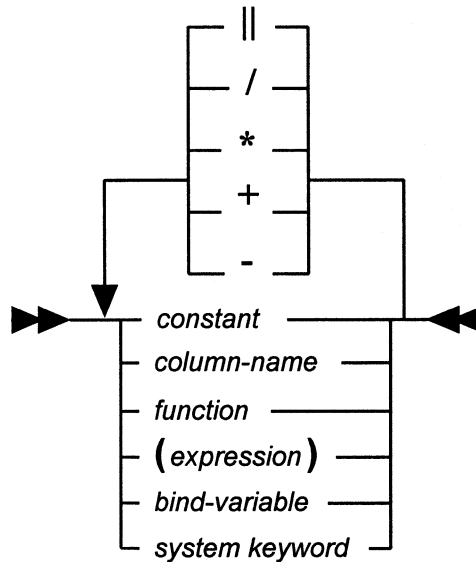 ||
/
*
+
-
constant
column-name
function
(expression)
bind-variable
system keyword